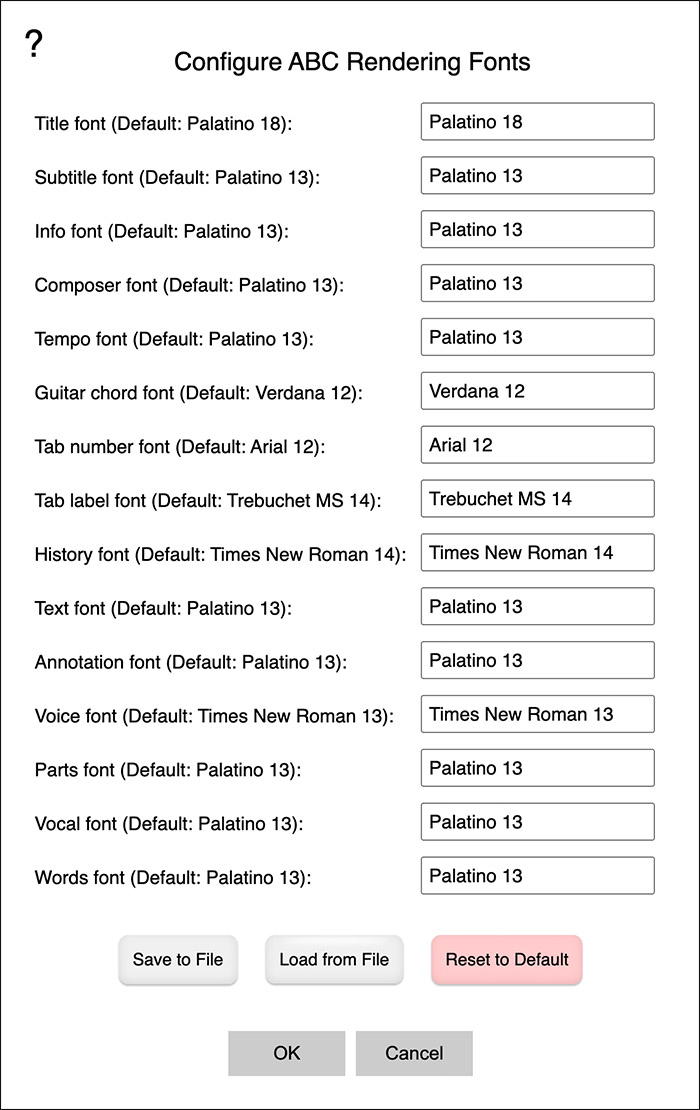 ?
Configure ABC Rendering Fonts
Title font (Default: Palatino 18): Palatino 18
Subtitle font (Default: Palatino 13): Palatino 13
Info font (Default: Palatino 13): Palatino 13
Composer font (Default: Palatino 13): Palatino 13
Tempo font (Default: Palatino 13): Palatino 13
Guitar chord font (Default: Verdana 12): Verdana 12
Tab number font (Default: Arial 12): Arial 12
Tab label font (Default: Trebuchet MS 14): Trebuchet MS 14
History font (Default: Times New Roman 14): Times New Roman 14
Text font (Default: Palatino 13): Palatino 13
Annotation font (Default: Palatino 13): Palatino 13
Voice font (Default: Times New Roman 13): Times New Roman 13
Parts font (Default: Palatino 13): Palatino 13
Vocal font (Default: Palatino 13): Palatino 13
Words font (Default: Palatino 13): Palatino 13
Save to File Load from File Reset to Default
OK Cancel